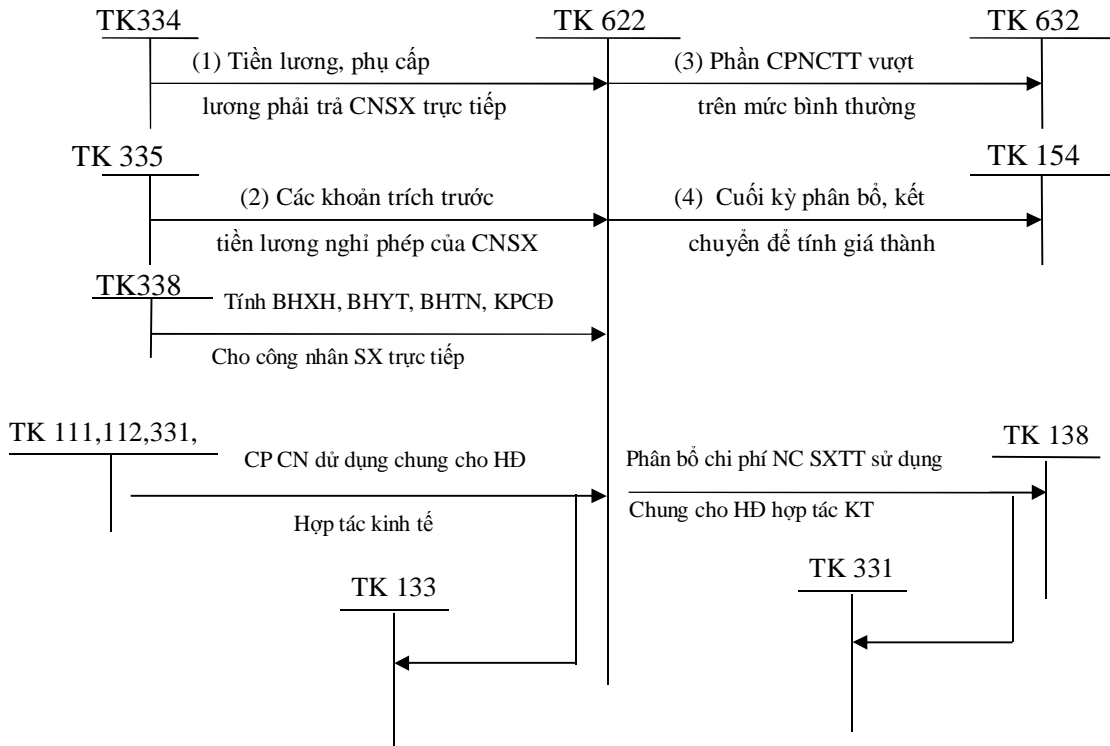 TK334
TK 622
TK 632
(1) Tiền lương, phụ cấp
(3) Phần CPNCTT vượt
lương phải trả CNSX trực tiếp
trên mức bình thường
TK 335
TK 154
(2) Các khoản trích trước
(4) Cuối kỳ phân bổ, kết
tiền lương nghỉ phép của CNSX
chuyển để tính giá thành
TK338
Tính BHXH, BHYT, BHTN, KPCĐ
Cho công nhân SX trực tiếp
TK 111,112,331,
TK 138
CP CN dử dụng chung cho HĐ
Phân bổ chi phí NC SXTT sử dụng
Hợp tác kinh tế
Chung cho HĐ hợp tác KT
TK 133
TK 331